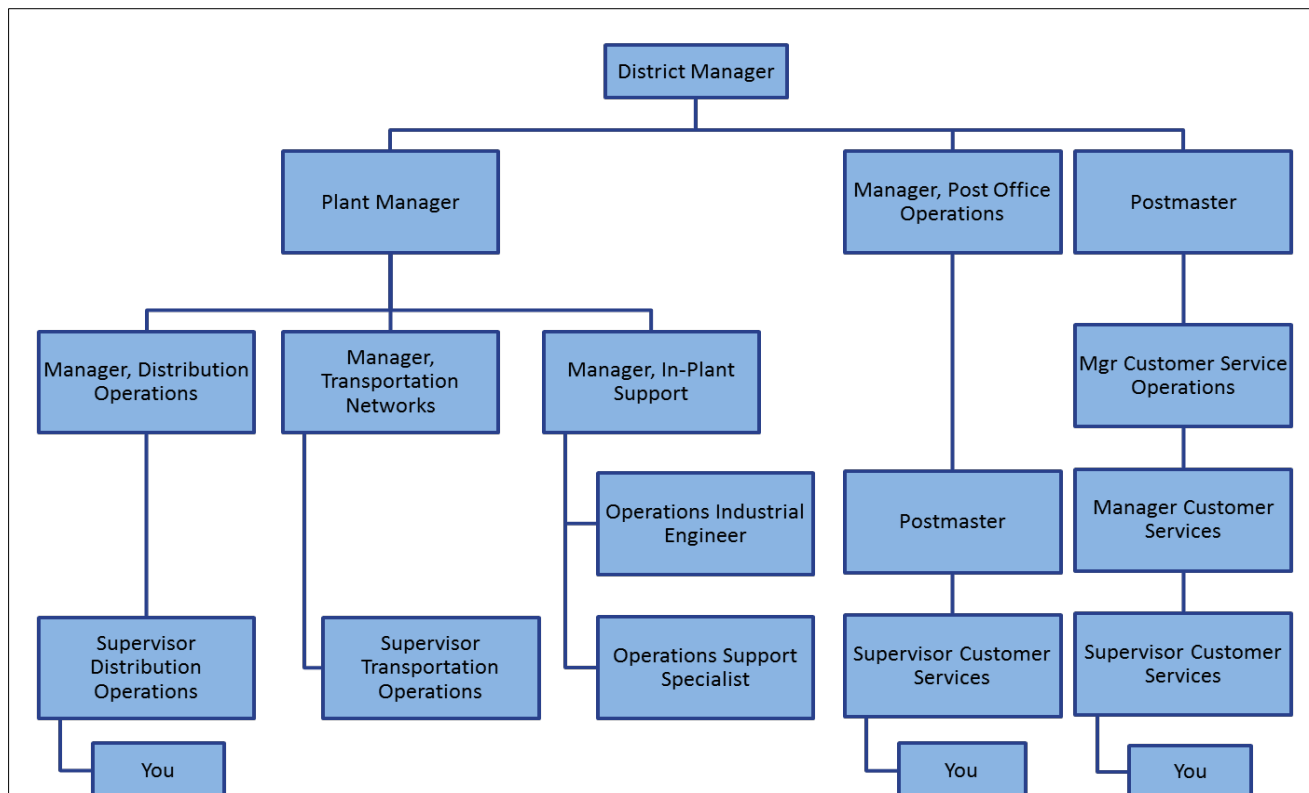 District Manager
Plant Manager
Manager, Post Office
Operations
Postmaster
Manager, Distribution
Operations
Manager,
Transportation
Networks
Manager, In-Plant
Support
Mgr Customer Service
Operations
Operations Industrial
Engineer
Postmaster
Manager Customer
Services
Supervisor
Distribution
Operations
Supervisor
Transportation
Operations
Operations Support
Specialist
Supervisor Customer
Services
Supervisor Customer
Services
You
You
You